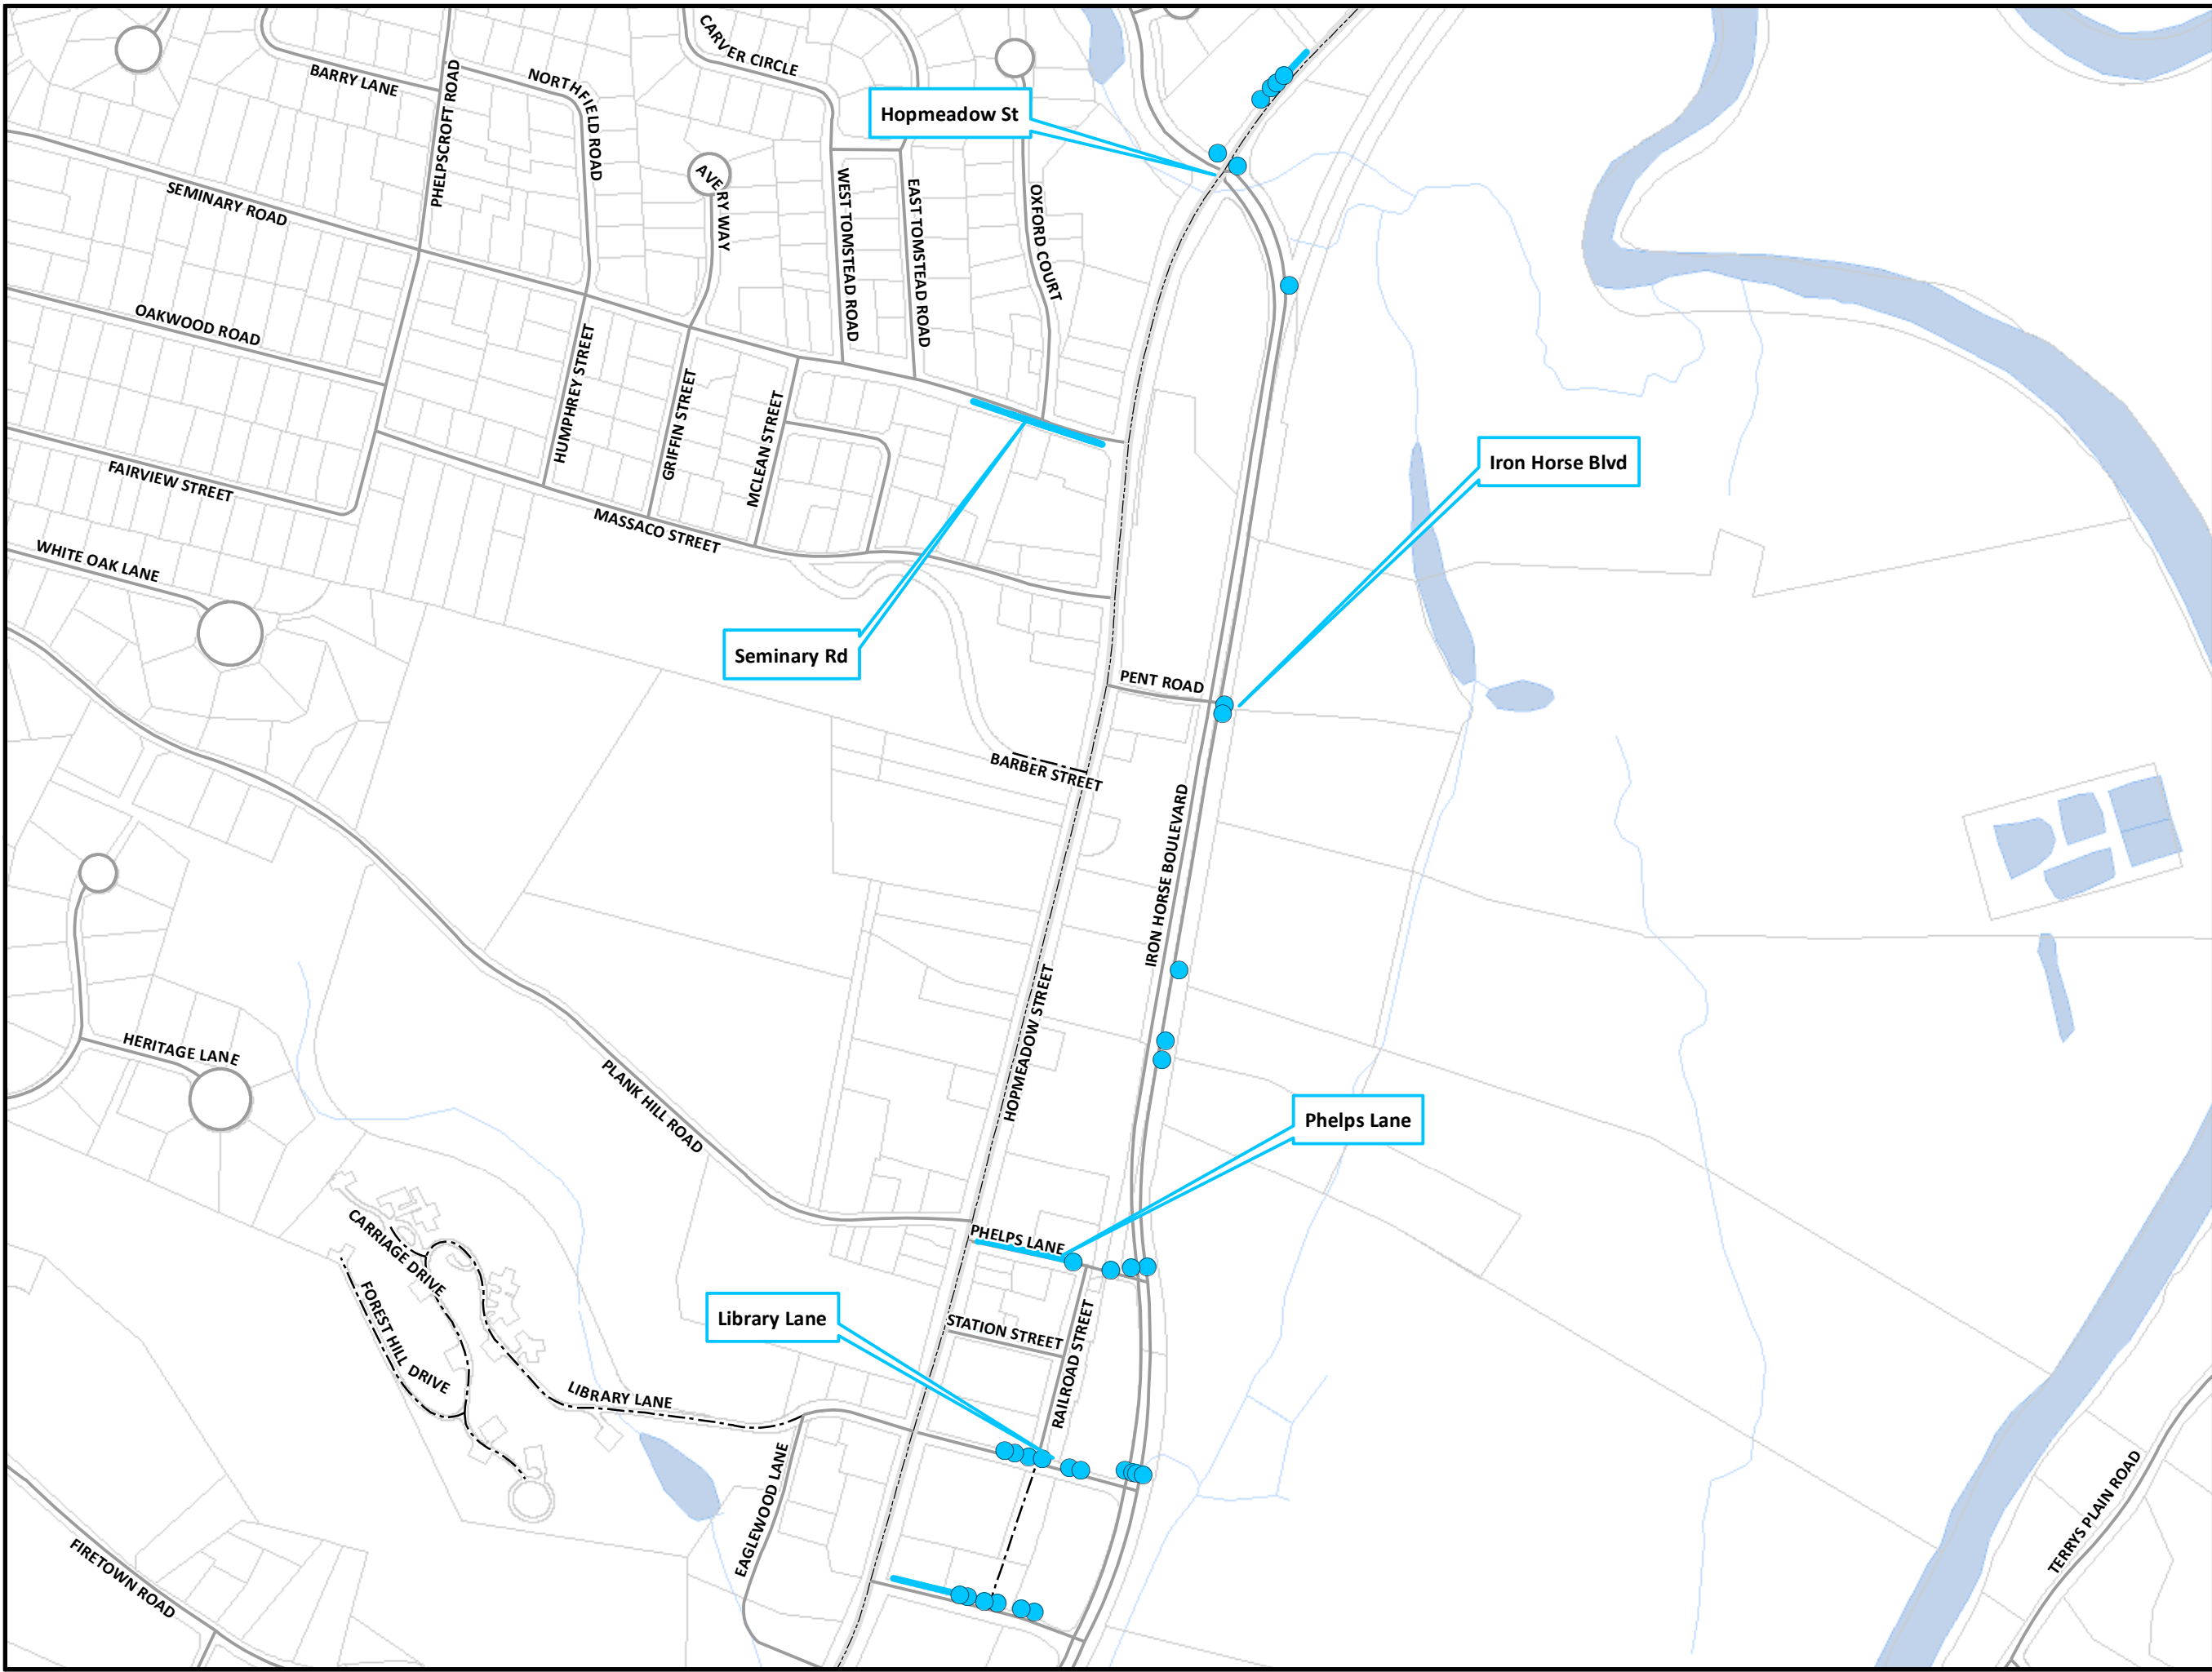 CARVER CIRCLE
BARRY LANE
NORTHFIELD ROAD
PHELPSCROFT ROAD
Hopmeadow St
SEMINARY ROAD
AVERY WAY
WEST TOMSTEAD ROAD
EAST TOMSTEAD ROAD
OXFORD COURT
OAKWOOD ROAD
HUMPHREY STREET
GRIFFIN STREET
MCLEAN STREET
FAIRVIEW STREET
Iron Horse Blvd
MASSACO STREET
WHITE OAK LANE
Seminary Rd
PENT ROAD
BARBER STREET
IRON HORSE BOULEVARD
HOPMEADOW STREET
HERITAGE LANE
PLANK HILL ROAD
Phelps Lane
CARRIAGE DRIVE
PHELPS LANE
FOREST HILL DRIVE
Library Lane
STATION STREET
RAILROAD STREET
LIBRARY LANE
EAGLEWOOD LANE
FIRETOWN ROAD
TERRYS PLAIN ROAD